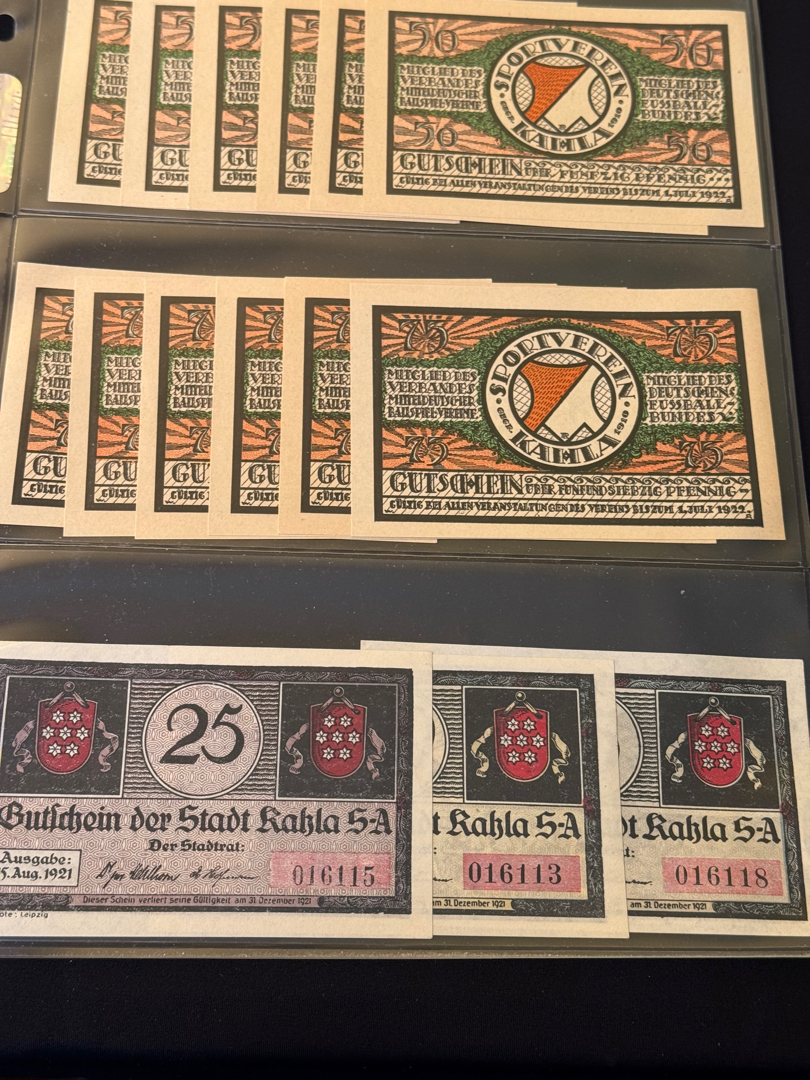 50 50
SPORTVEREIN
MITGLIED DES
VERBANDES
MITTELDEUTSCHER
BALLSPIEL-VEREINE
GEGR. 1910
MITGLIED DES
DEUTSCHEN
FUSSBALL
BUNDES
KAHLA
50 50
GUTSCHEIN ÜBER FÜNFZIG PFENNIG
GÜLTIG BEI ALLEN VERANSTALTUNGEN DES VEREINS BIS ZUM 1. JULI 1922
75 75
SPORTVEREIN
MITGLIED DES
VERBANDES
MITTELDEUTSCHER
BALLSPIEL-VEREINE
GEGR. 1910
MITGLIED DES
DEUTSCHEN
FUSSBALL
BUNDES
KAHLA
75 75
GUTSCHEIN ÜBER FÜNFUNDSIEBZIG PFENNIG
GÜLTIG BEI ALLEN VERANSTALTUNGEN DES VEREINS BIS ZUM 1. JULI 1922
25
Gutschein der Stadt Kahla S-A
Der Stadtrat:
Ausgabe:
5. Aug. 1921
016115
Dieser Schein verliert seine Gültigkeit am 31. Dezember 1921
Leipzig
t Kahla S-A
016113
am 31. Dezember 1921
t Kahla S-A
016118
am 31. Dezember 1921